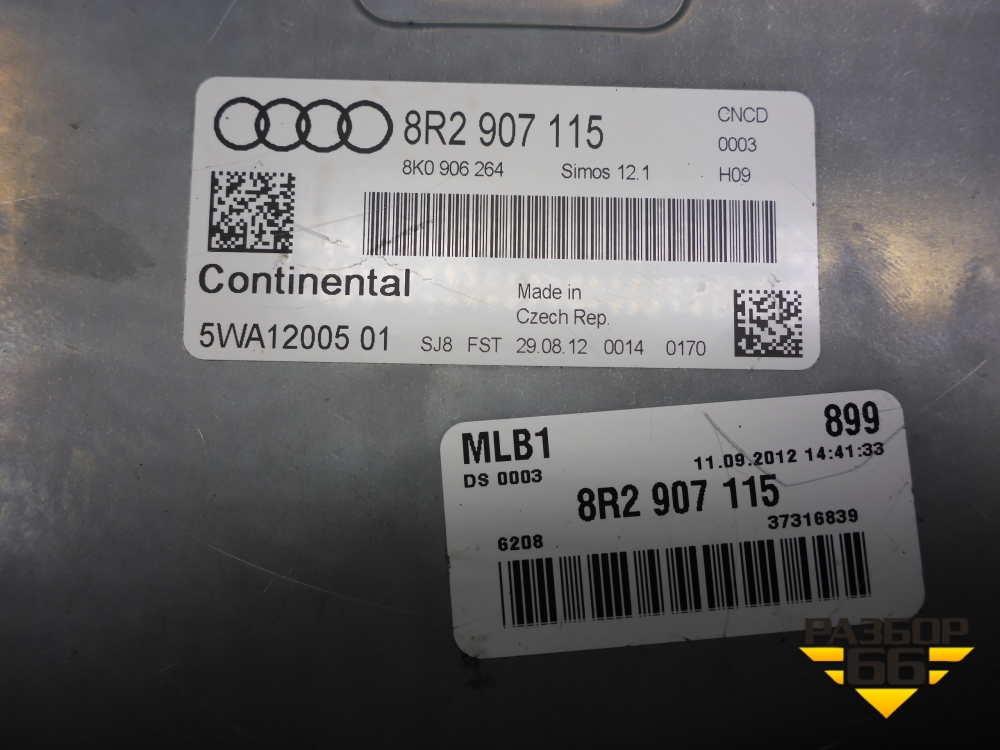 8R2 907 115
CNCD
0003
8K0 906 264 Simos 12.1 H09
Continental
Made in
Czech Rep.
5WA12005 01 SJ8 FST 29.08.12 0014 0170
MLB1 899
DS 0003 11.09.2012 14:41:33
8R2 907 115
6208 37316839
РАЗБОР
66